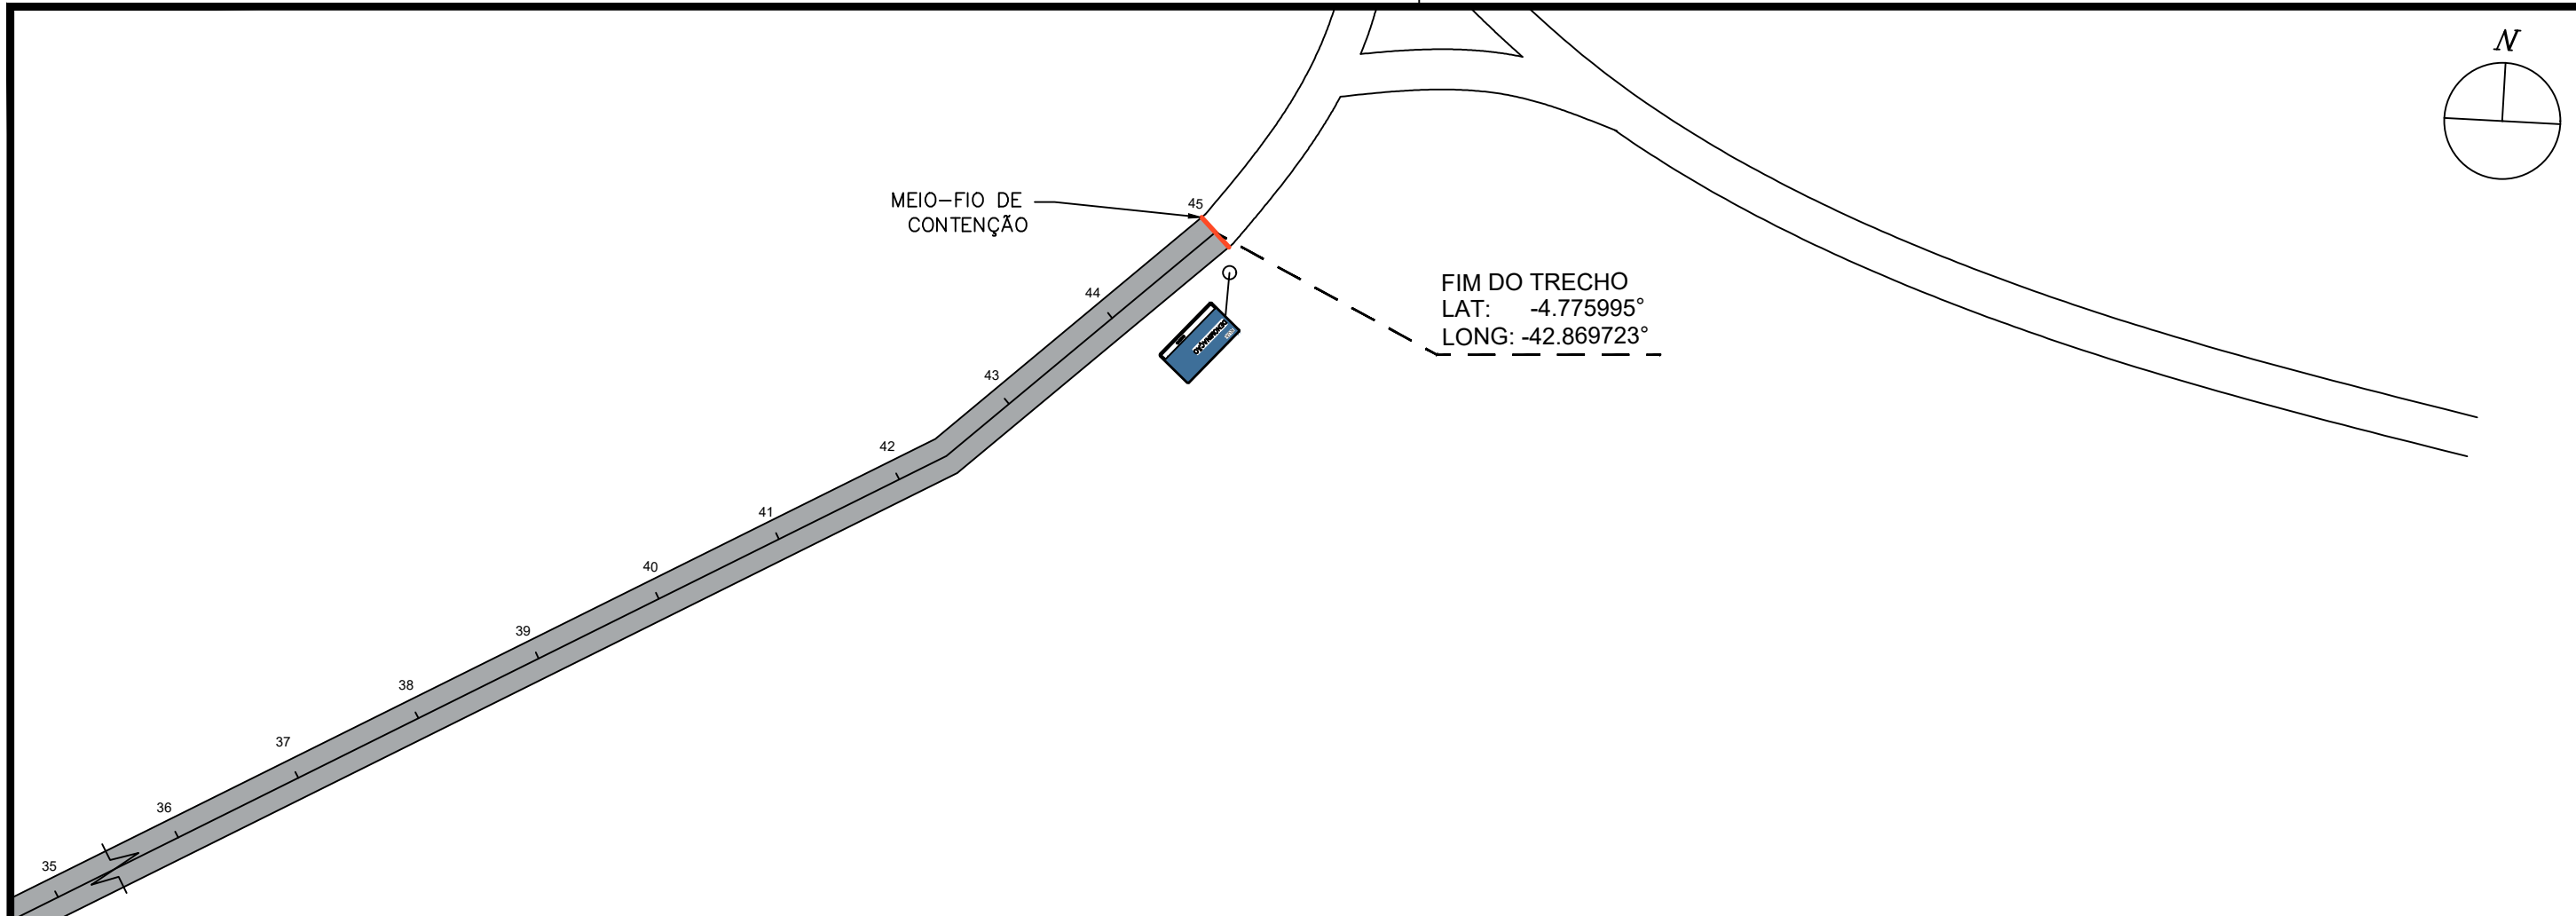 N
MEIO-FIO DE
CONTENÇÃO
45
FIM DO TRECHO
LAT: -4.775995°
LONG: -42.869723°
44
43
42
41
40
39
38
37
36
35